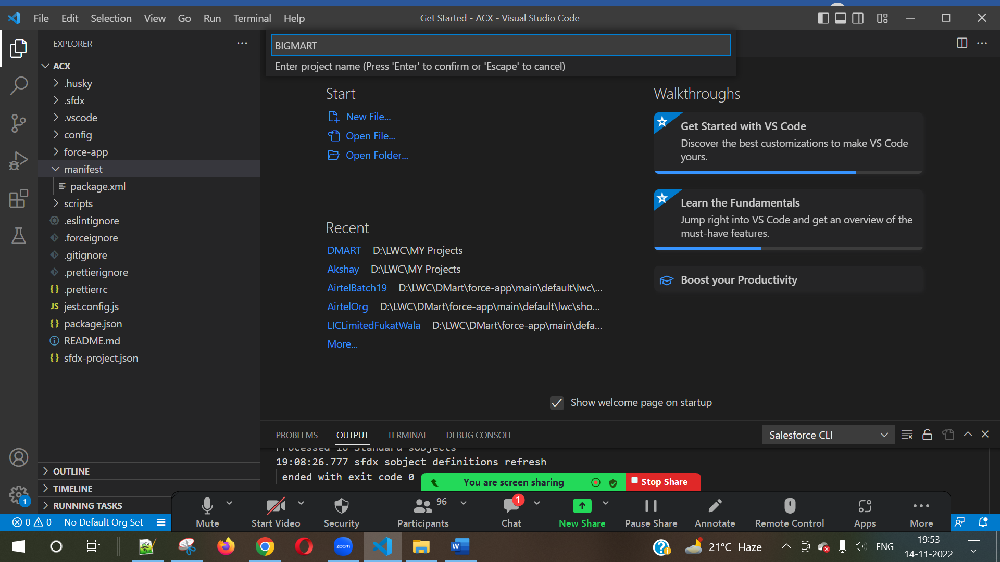 File Edit Selection View Go Run Terminal Help
Get Started - ACX - Visual Studio Code
EXPLORER
ACX
.husky
.sfdx
.vscode
config
force-app
manifest
package.xml
scripts
.eslintignore
.forceignore
.gitignore
.prettierignore
.prettierrc
JS jest.config.js
package.json
README.md
sfdx-project.json
OUTLINE
TIMELINE
RUNNING TASKS
BIGMART
Enter project name (Press 'Enter' to confirm or 'Escape' to cancel)
Start
New File...
Open File...
Open Folder...
Recent
DMART D:\LWC\MY Projects
Akshay D:\LWC\MY Projects
AirtelBatch19 D:\LWC\DMart\force-app\main\default\lwc\...
AirtelOrg D:\LWC\DMart\force-app\main\default\lwc\sho...
LICLimitedFukatWala D:\LWC\DMart\force-app\main\defa...
More...
Walkthroughs
Get Started with VS Code
Discover the best customizations to make VS Code
yours.
Learn the Fundamentals
Jump right into VS Code and get an overview of the
must-have features.
Boost your Productivity
Show welcome page on startup
PROBLEMS OUTPUT TERMINAL DEBUG CONSOLE
Salesforce CLI
Processed 16 Standard sobjects
19:08:26.777 sfdx sobject definitions refresh
ended with exit code 0
You are screen sharing
Stop Share
1
96
1
Mute Start Video Security Participants Chat New Share Pause Share Annotate Remote Control Apps More
0 0 No Default Org Set
zoom
W
21°C Haze
ENG
19:53
14-11-2022